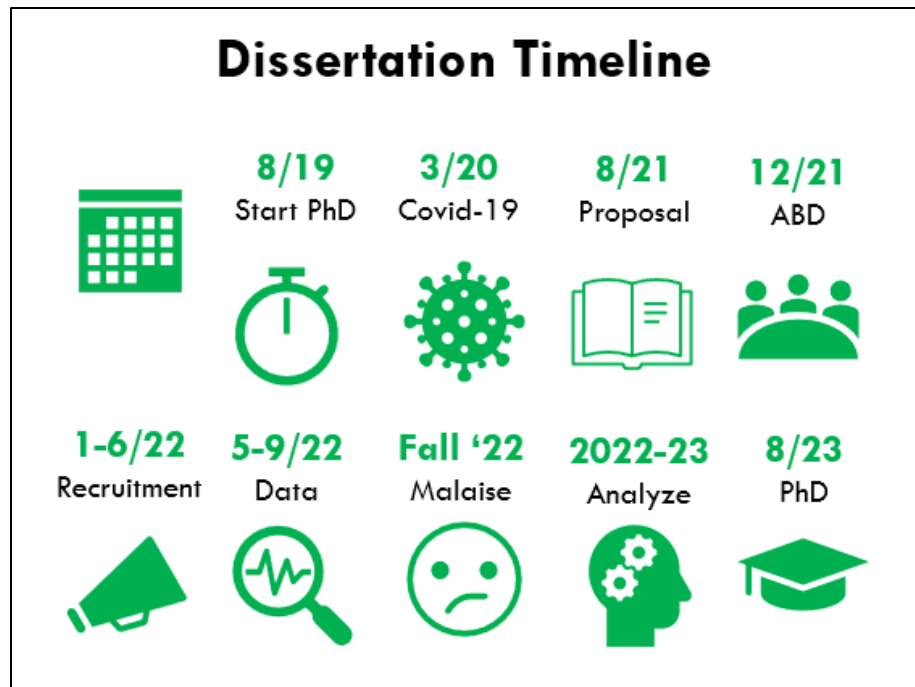 Dissertation Timeline
8/19
Start PhD
3/20
Covid-19
8/21
Proposal
12/21
ABD
1-6/22
Recruitment
5-9/22
Data
Fall ‘22
Malaise
2022-23
Analyze
8/23
PhD